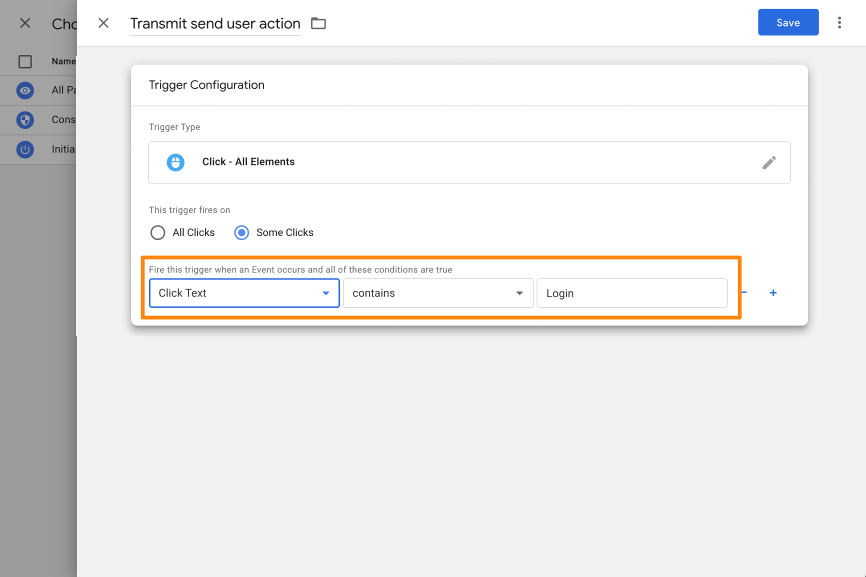 Cho
Transmit send user action
Save
Name
All Pa
Cons
Initia
Trigger Configuration
Trigger Type
Click - All Elements
This trigger fires on
All Clicks
Some Clicks
Fire this trigger when an Event occurs and all of these conditions are true
Click Text contains Login - +